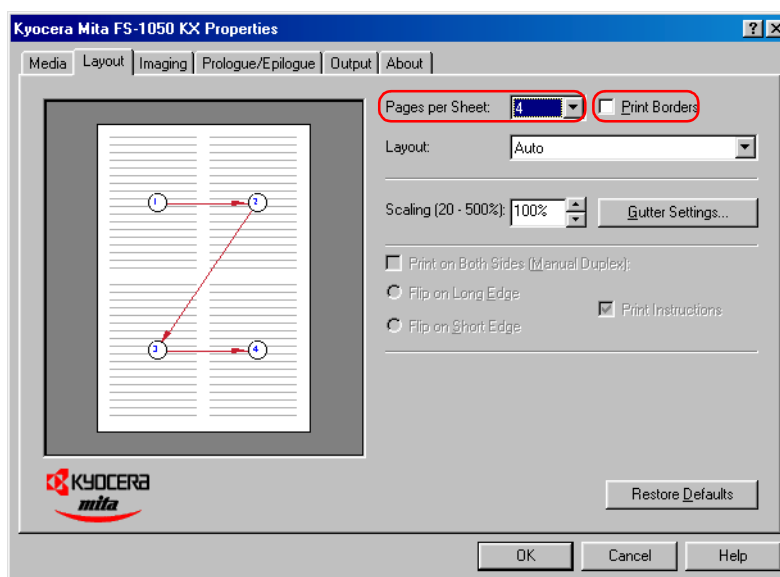 Kyocera Mita FS-1050 KX Properties
Media Layout Imaging Prologue/Epilogue Output About
Pages per Sheet: 4 Print Borders
Layout: Auto
Scaling (20 - 500%): 100% Gutter Settings...
Print on Both Sides (Manual Duplex):
Flip on Long Edge
Print Instructions
Flip on Short Edge
1 2
3 4
KYOCERA
mita
Restore Defaults
OK Cancel Help